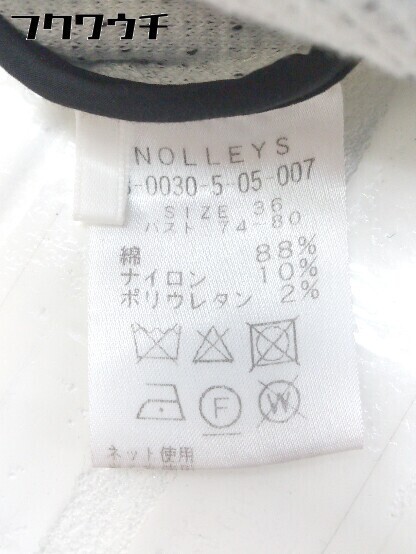 フクワウチ
NOLLEYS
-0030-5-05-007
SIZE 36
バスト 74-80
綿 88%
ナイロン 10%
ポリウレタン 2%
F
W
ネット使用